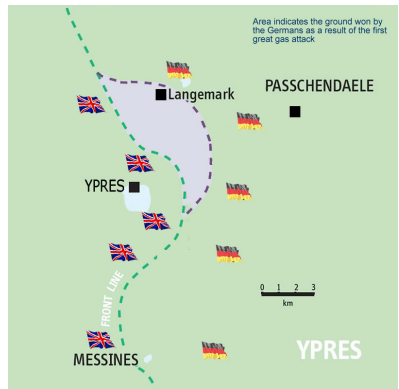 Area indicates the ground won by
the Germans as a result of the first
great gas attack
PASSCHENDAELE
Langemark
YPRES
FRONT LINE
0 1 2 3
km
MESSINES
YPRES